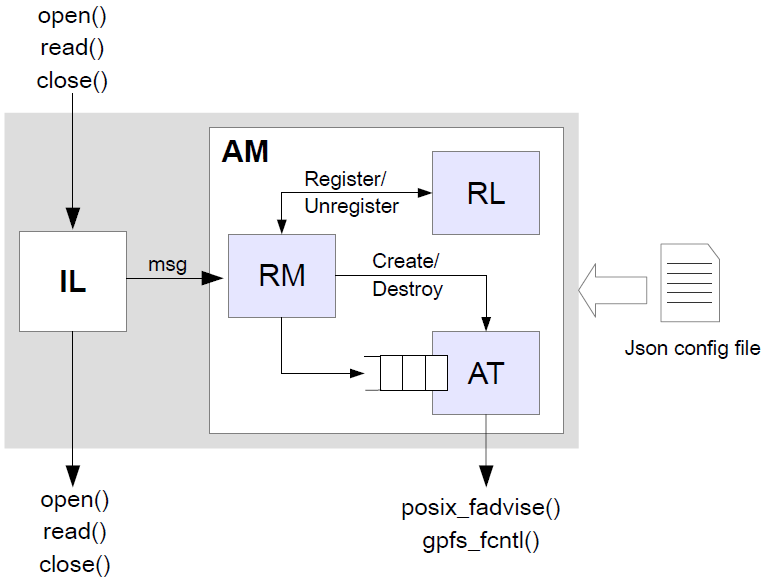 open()
read()
close()
AM
Register/
Unregister
RL
IL
msg
RM
Create/
Destroy
AT
Json config file
open()
read()
close()
posix_fadvise()
gpfs_fcntl()